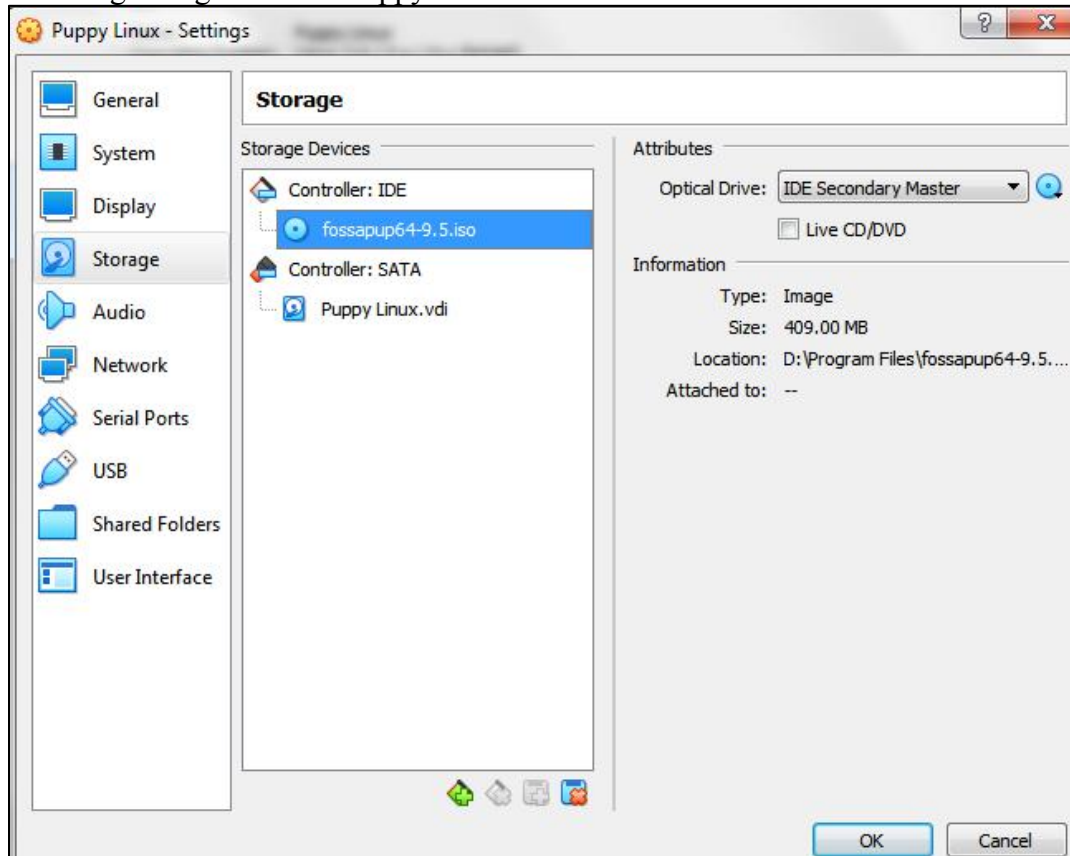 Puppy Linux - Settings
General
System
Display
Storage
Audio
Network
Serial Ports
USB
Shared Folders
User Interface
Storage
Storage Devices
Controller: IDE
fossapup64-9.5.iso
Controller: SATA
Puppy Linux.vdi
Attributes
Optical Drive: IDE Secondary Master
Live CD/DVD
Information
Type: Image
Size: 409.00 MB
Location: D:\Program Files\fossapup64-9.5....
Attached to: --
OK Cancel